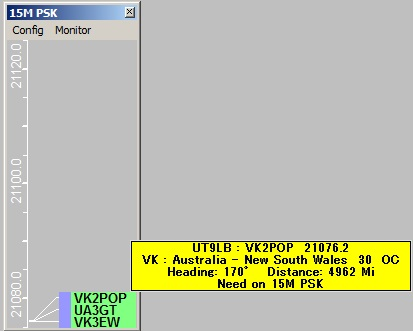 15M PSK
Config Monitor
21120.0
21100.0
21080.0
UT9LB : VK2POP 21076.2
VK : Australia - New South Wales 30 OC
Heading: 170° Distance: 4962 Mi
Need on 15M PSK
VK2POP
UA3GT
VK3EW